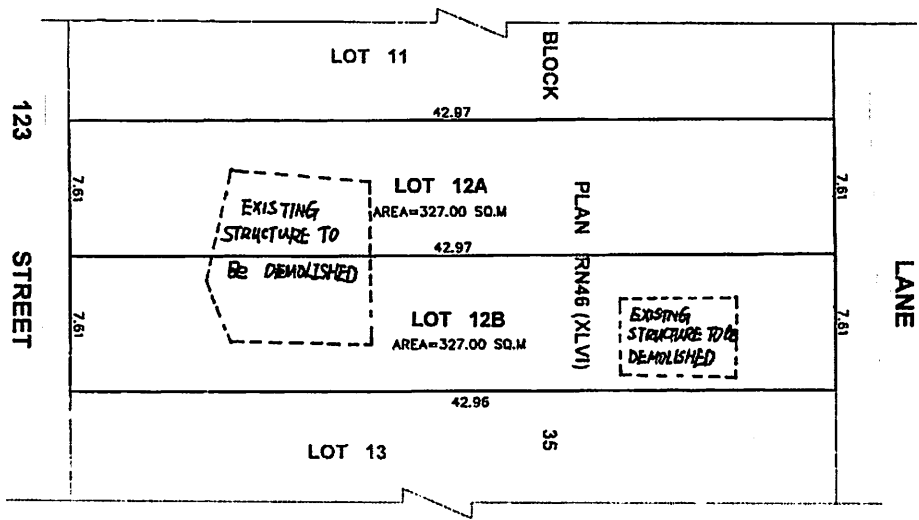 LOT 11
BLOCK
42.97
123
STREET
7.61
7.61
LOT 12A
AREA=327.00 SQ.M
PLAN RN46 (XLVI)
EXISTING
STRUCTURE TO
BE DEMOLISHED
42.97
LANE
7.61
7.61
LOT 12B
AREA=327.00 SQ.M
EXISTING
STRUCTURE TO BE
DEMOLISHED
42.96
LOT 13
35